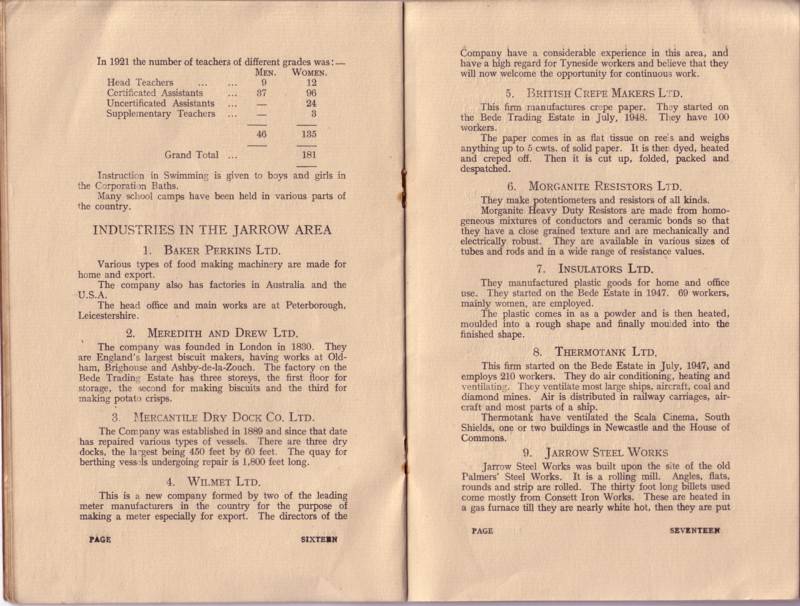 In 1921 the number of teachers of different grades was:—
MEN. WOMEN.
Head Teachers ... ... 9 12
Certificated Assistants ... 37 96
Uncertificated Assistants ... — 24
Supplementary Teachers ... — 3
46 135
Grand Total ... 181
Instruction in Swimming is given to boys and girls in
the Corporation Baths.
Many school camps have been held in various parts of
the country.
INDUSTRIES IN THE JARROW AREA
1. BAKER PERKINS LTD.
Various types of food making machinery are made for
home and export.
The company also has factories in Australia and the
U.S.A.
The head office and main works are at Peterborough,
Leicestershire.
2. MEREDITH AND DREW LTD.
The company was founded in London in 1830. They
are England's largest biscuit makers, having works at Old-
ham, Brighouse and Ashby-de-la-Zouch. The factory on the
Bede Trading Estate has three storeys, the first floor for
storage, the second for making biscuits and the third for
making potato crisps.
3. MERCANTILE DRY DOCK CO. LTD.
The Company was established in 1889 and since that date
has repaired various types of vessels. There are three dry
docks, the largest being 450 feet by 60 feet. The quay for
berthing vessels undergoing repair is 1,800 feet long.
4. WILMET LTD.
This is a new company formed by two of the leading
meter manufacturers in the country for the purpose of
making a meter especially for export. The directors of the
PAGE SIXTEEN
Company have a considerable experience in this area, and
have a high regard for Tyneside workers and believe that they
will now welcome the opportunity for continuous work.
5. BRITISH CREPE MAKERS LTD.
This firm manufactures crepe paper. They started on
the Bede Trading Estate in July, 1948. They have 100
workers.
The paper comes in as flat tissue on reels and weighs
anything up to 5 cwts. of solid paper. It is then dyed, heated
and creped off. Then it is cut up, folded, packed and
despatched.
6. MORGANITE RESISTORS LTD.
They make potentiometers and resistors of all kinds.
Morganite Heavy Duty Resistors are made from homo-
geneous mixtures of conductors and ceramic bonds so that
they have a close grained texture and are mechanically and
electrically robust. They are available in various sizes of
tubes and rods and in a wide range of resistance values.
7. INSULATORS LTD.
They manufactured plastic goods for home and office
use. They started on the Bede Estate in 1947. 69 workers,
mainly women, are employed.
The plastic comes in as a powder and is then heated,
moulded into a rough shape and finally moulded into the
finished shape.
8. THERMOTANK LTD.
This firm started on the Bede Estate in July, 1947, and
employs 210 workers. They do air conditioning, heating and
ventilating. They ventilate most large ships, aircraft, coal and
diamond mines. Air is distributed in railway carriages, air-
craft and most parts of a ship.
Thermotank have ventilated the Scala Cinema, South
Shields, one or two buildings in Newcastle and the House of
Commons.
9. JARROW STEEL WORKS
Jarrow Steel Works was built upon the site of the old
Palmers' Steel Works. It is a rolling mill. Angles, flats,
rounds and strip are rolled. The thirty foot long billets used
come mostly from Consett Iron Works. These are heated in
a gas furnace till they are nearly white hot, then they are put
PAGE SEVENTEEN